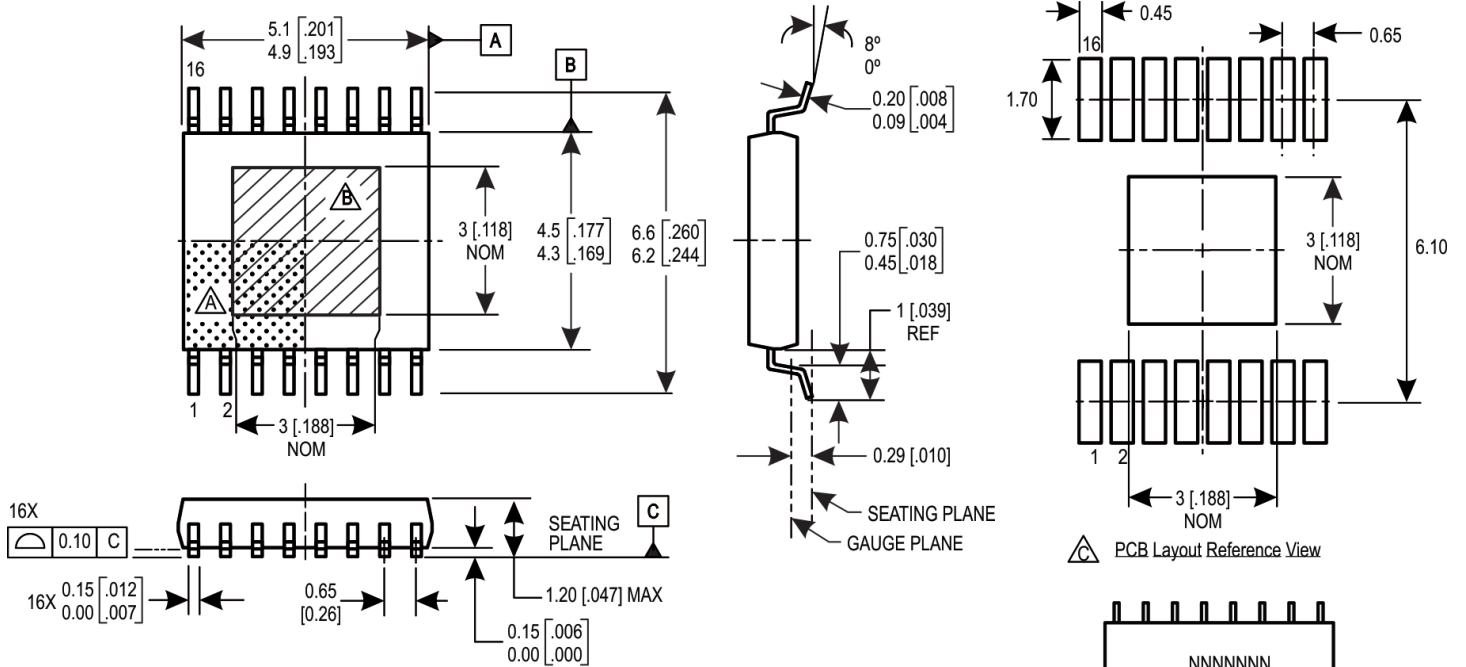 5.1 [.201]
4.9 [.193]
A
16
B
B
A
3 [.118]
NOM
4.5 [.177]
4.3 [.169]
6.6 [.260]
6.2 [.244]
1
2
3 [.188]
NOM
8°
0°
0.20 [.008]
0.09 [.004]
0.75 [.030]
0.45 [.018]
1 [.039]
REF
0.29 [.010]
SEATING PLANE
GAUGE PLANE
0.45
16
0.65
1.70
3 [.118]
NOM
6.10
1
2
3 [.188]
NOM
C
PCB Layout Reference View
16X
0.10 C
16X 0.15 [.012]
0.00 [.007]
0.65
[0.26]
SEATING
PLANE
C
1.20 [.047] MAX
0.15 [.006]
0.00 [.000]
NNNNNNN